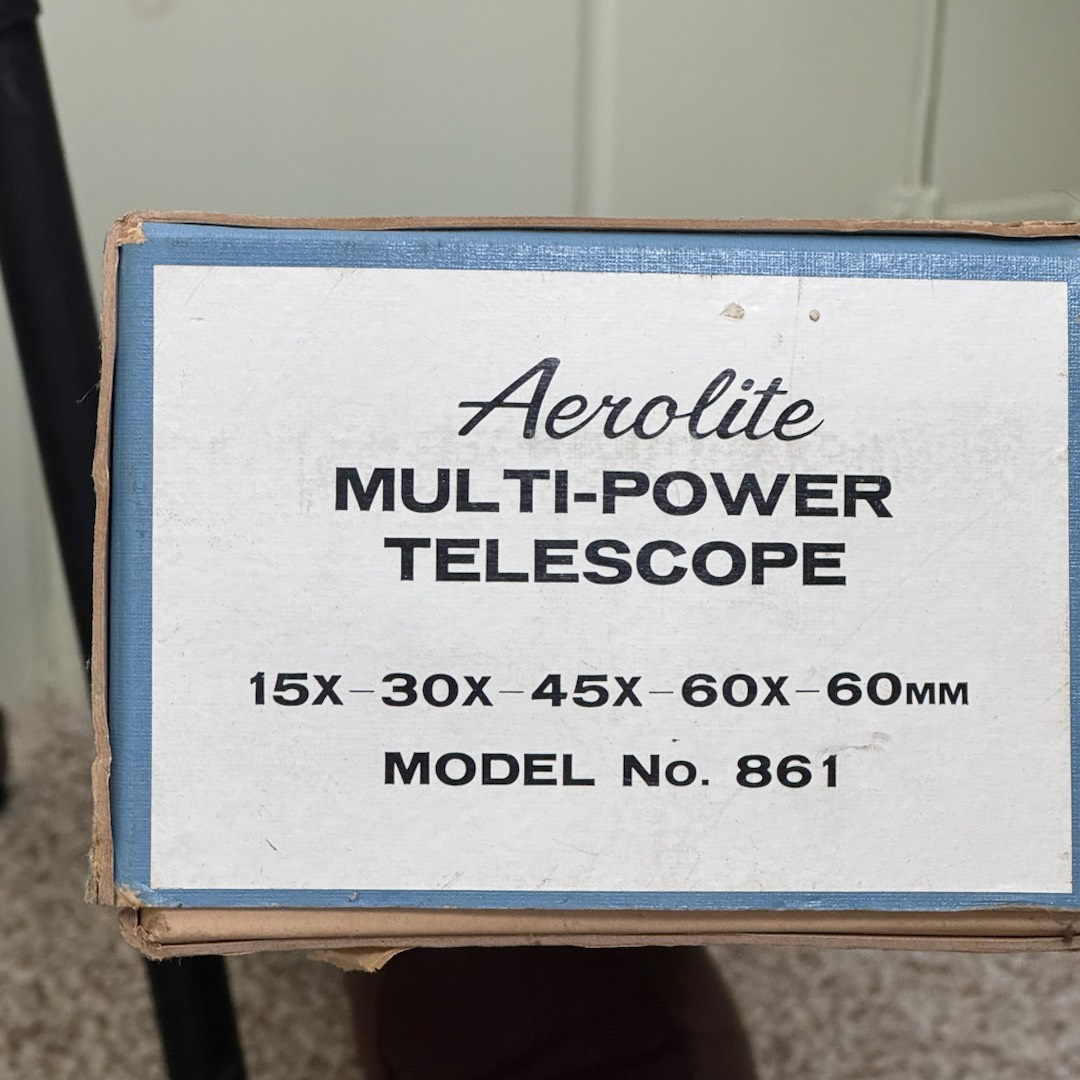 Aerolite
MULTI-POWER
TELESCOPE
15X–30X–45X–60X–60MM
MODEL No. 861